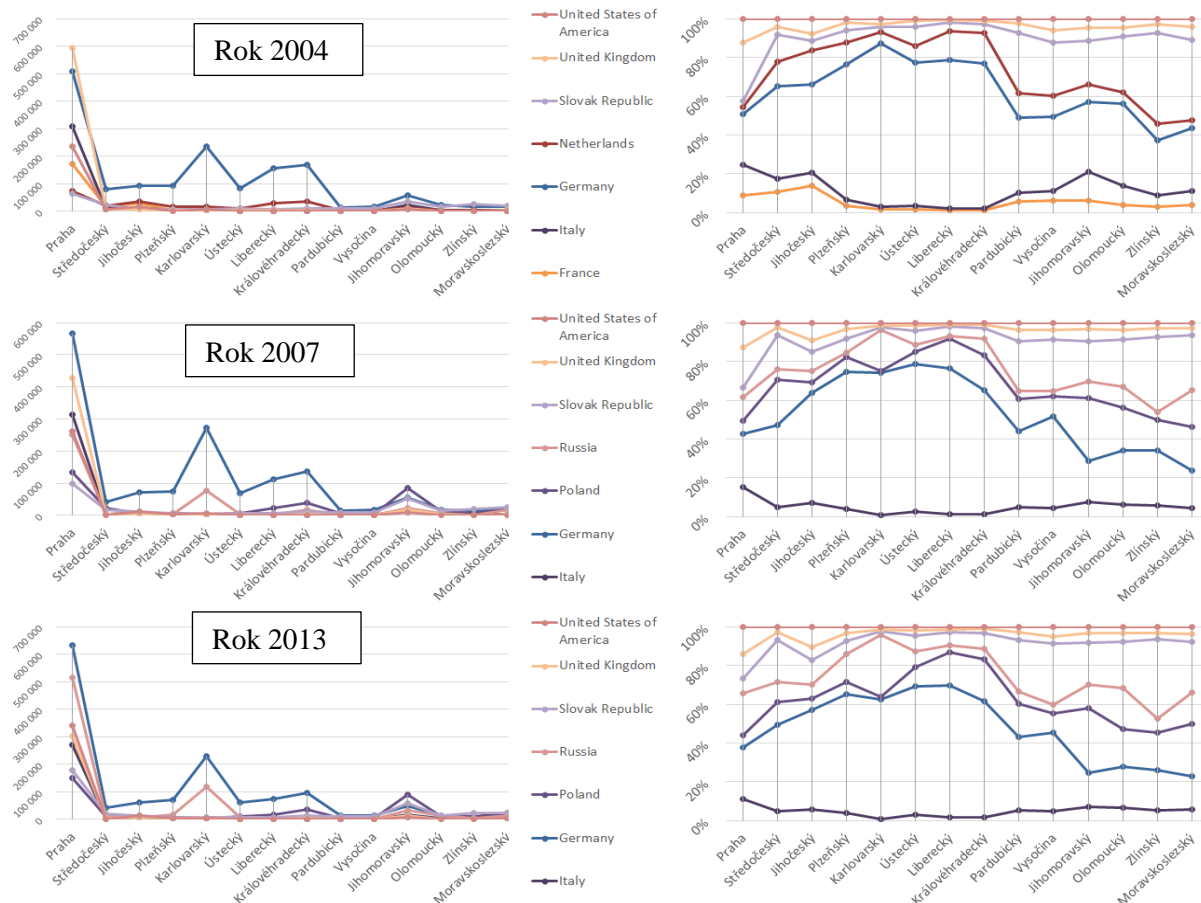 Rok 2004
700 000
600 000
500 000
400 000
300 000
200 000
100 000
0
Praha
Středočeský
Jihočeský
Plzeňský
Karlovarský
Ústecký
Liberecký
Královéhradecký
Pardubický
Vysočina
Jihomoravský
Olomoucký
Zlínský
Moravskoslezský
United States of
America
United Kingdom
Slovak Republic
Netherlands
Germany
Italy
France
100%
80%
60%
40%
20%
0%
Praha
Středočeský
Jihočeský
Plzeňský
Karlovarský
Ústecký
Liberecký
Královéhradecký
Pardubický
Vysočina
Jihomoravský
Olomoucký
Zlínský
Moravskoslezský
Rok 2007
600 000
500 000
400 000
300 000
200 000
100 000
0
Praha
Středočeský
Jihočeský
Plzeňský
Karlovarský
Ústecký
Liberecký
Královéhradecký
Pardubický
Vysočina
Jihomoravský
Olomoucký
Zlínský
Moravskoslezský
United States of
America
United Kingdom
Slovak Republic
Russia
Poland
Germany
Italy
100%
80%
60%
40%
20%
0%
Praha
Středočeský
Jihočeský
Plzeňský
Karlovarský
Ústecký
Liberecký
Královéhradecký
Pardubický
Vysočina
Jihomoravský
Olomoucký
Zlínský
Moravskoslezský
Rok 2013
700 000
600 000
500 000
400 000
300 000
200 000
100 000
0
Praha
Středočeský
Jihočeský
Plzeňský
Karlovarský
Ústecký
Liberecký
Královéhradecký
Pardubický
Vysočina
Jihomoravský
Olomoucký
Zlínský
Moravskoslezský
United States of
America
United Kingdom
Slovak Republic
Russia
Poland
Germany
Italy
100%
80%
60%
40%
20%
0%
Praha
Středočeský
Jihočeský
Plzeňský
Karlovarský
Ústecký
Liberecký
Královéhradecký
Pardubický
Vysočina
Jihomoravský
Olomoucký
Zlínský
Moravskoslezský